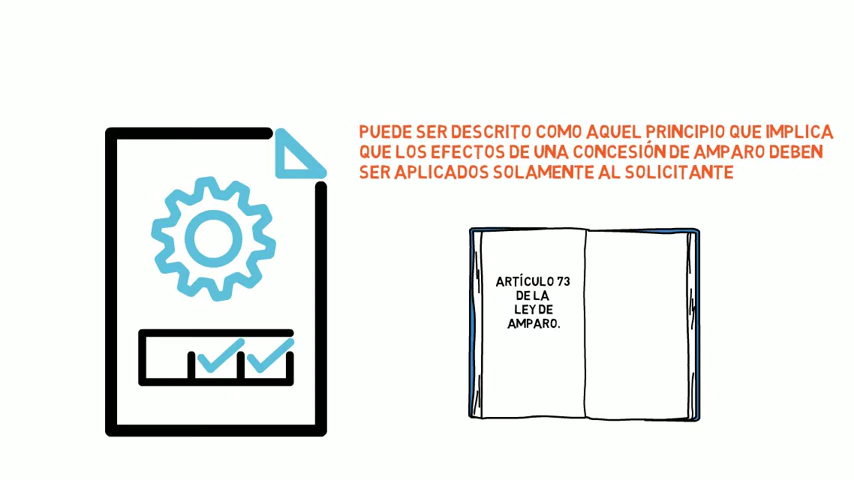 PUEDE SER DESCRITO COMO AQUEL PRINCIPIO QUE IMPLICA
QUE LOS EFECTOS DE UNA CONCESIÓN DE AMPARO DEBEN
SER APLICADOS SOLAMENTE AL SOLICITANTE
ARTÍCULO 73
DE LA
LEY DE
AMPARO.